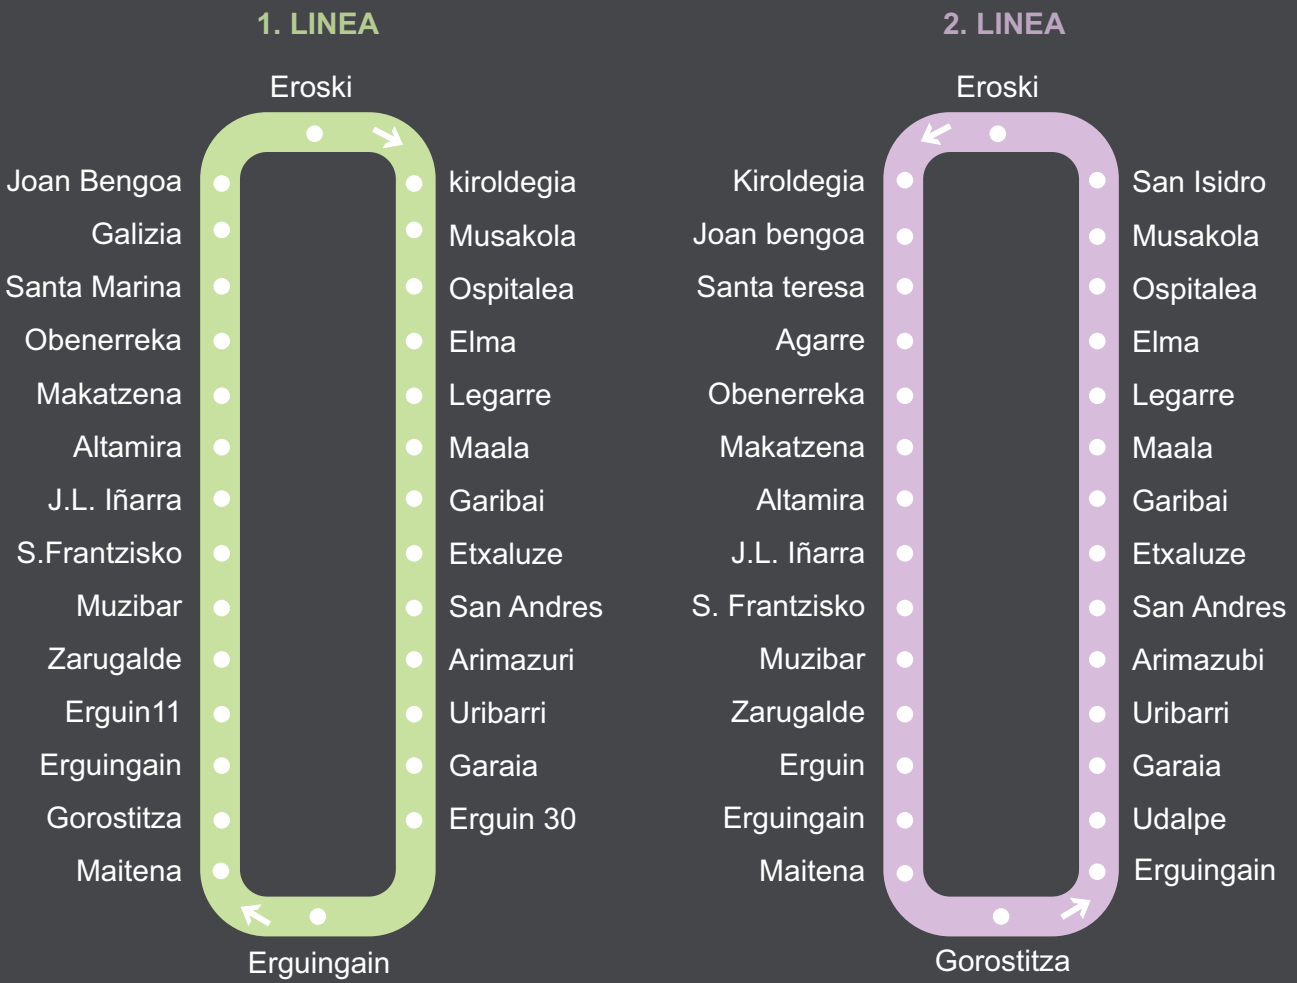 1. LINEA
Eroski
Joan Bengoa
Galizia
Santa Marina
Obenerreka
Makatzena
Altamira
J.L. Iñarra
S.Frantzisko
Muzibar
Zarugalde
Erguin11
Erguingain
Gorostitza
Maitena
kiroldegia
Musakola
Ospitalea
Elma
Legarre
Maala
Garibai
Etxaluze
San Andres
Arimazuri
Uribarri
Garaia
Erguin 30
Erguingain
2. LINEA
Eroski
Kiroldegia
Joan bengoa
Santa teresa
Agarre
Obenerreka
Makatzena
Altamira
J.L. Iñarra
S. Frantzisko
Muzibar
Zarugalde
Erguin
Erguingain
Maitena
San Isidro
Musakola
Ospitalea
Elma
Legarre
Maala
Garibai
Etxaluze
San Andres
Arimazubi
Uribarri
Garaia
Udalpe
Erguingain
Gorostitza